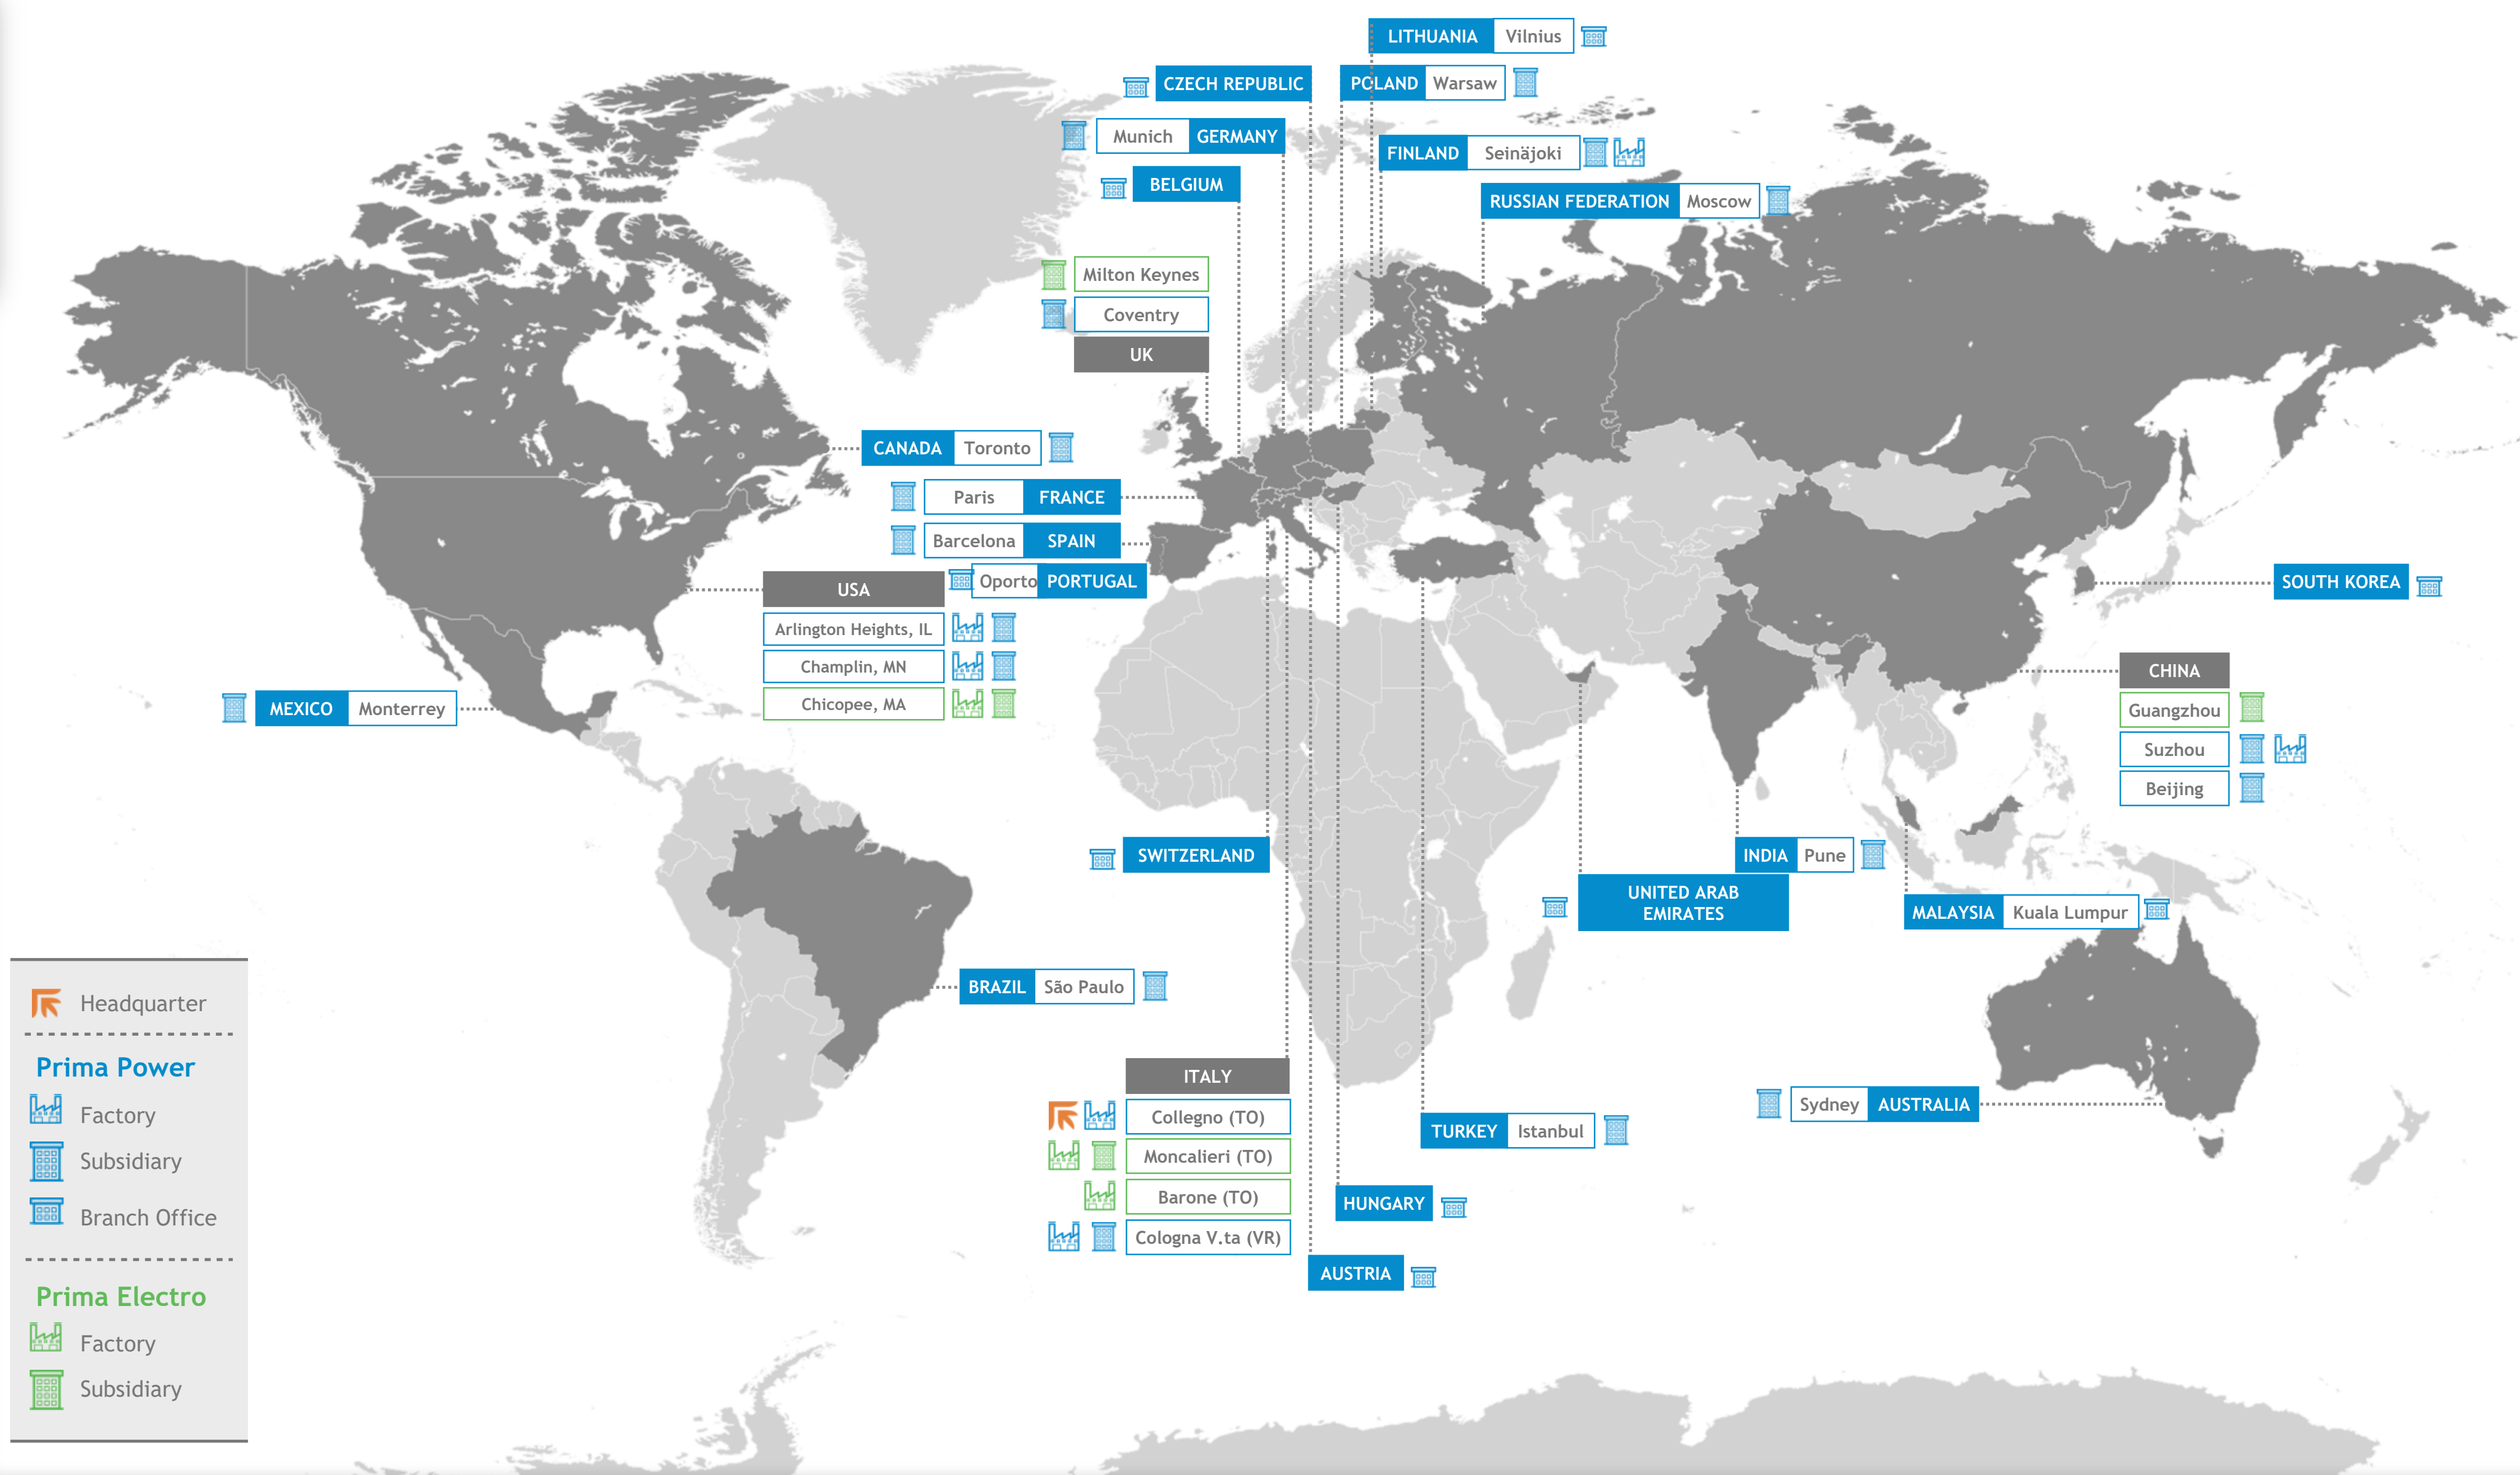 LITHUANIA Vilnius
CZECH REPUBLIC
POLAND Warsaw
Munich GERMANY
FINLAND Seinäjoki
BELGIUM
RUSSIAN FEDERATION Moscow
Milton Keynes
Coventry
UK
CANADA Toronto
Paris FRANCE
Barcelona SPAIN
Oporto PORTUGAL
USA
Arlington Heights, IL
Champlin, MN
Chicopee, MA
SOUTH KOREA
MEXICO Monterrey
CHINA
Guangzhou
Suzhou
Beijing
SWITZERLAND
INDIA Pune
UNITED ARAB
EMIRATES
MALAYSIA Kuala Lumpur
BRAZIL São Paulo
ITALY
Collegno (TO)
Moncalieri (TO)
Barone (TO)
Cologna V.ta (VR)
Sydney AUSTRALIA
TURKEY Istanbul
HUNGARY
AUSTRIA
Headquarter
Prima Power
Factory
Subsidiary
Branch Office
Prima Electro
Factory
Subsidiary